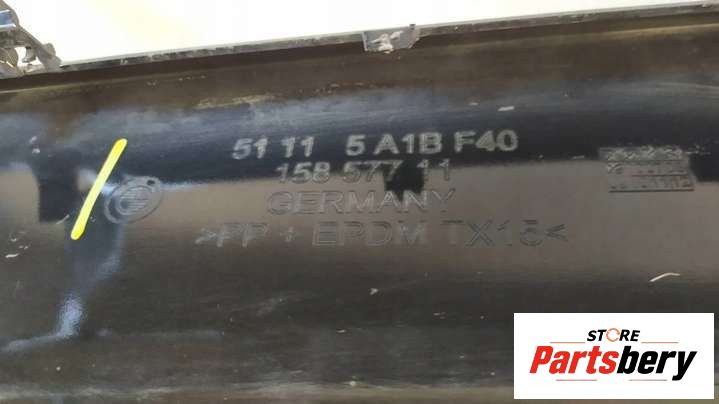 51 11 5 A1B F40
158 577 11
GERMANY
>PP + EPDM TX15<
STORE
Partsbery